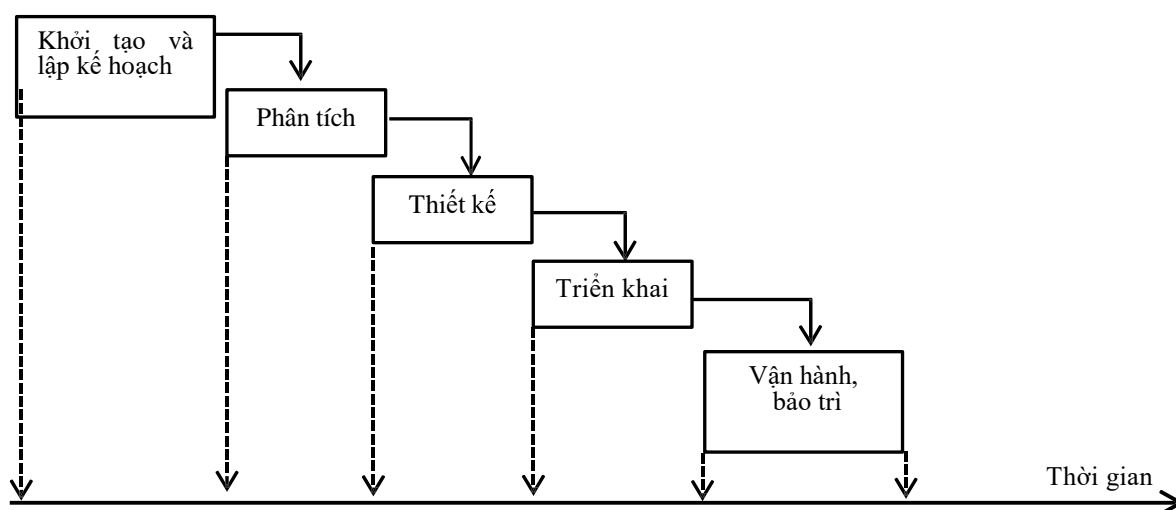 Khởi tạo và
lập kế hoạch
Phân tích
Thiết kế
Triển khai
Vận hành,
bảo trì
Thời gian